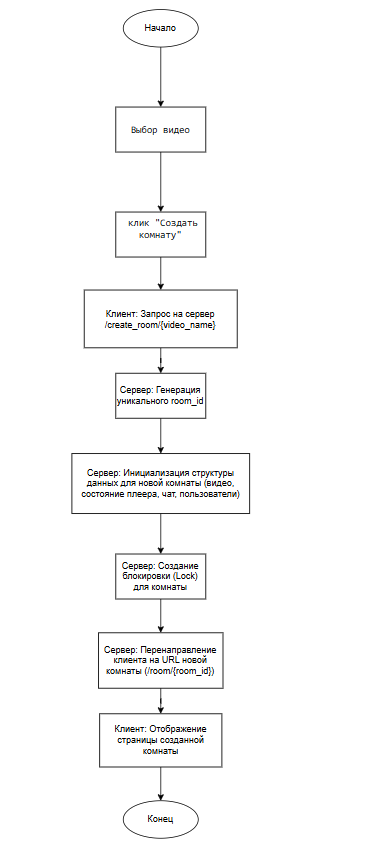 Начало
Выбор видео
клик "Создать
комнату"
Клиент: Запрос на сервер
/create_room/{video_name}
Сервер: Генерация
уникального room_id
Сервер: Инициализация структуры
данных для новой комнаты (видео,
состояние плеера, чат, пользователи)
Сервер: Создание
блокировки (Lock)
для комнаты
Сервер: Перенаправление
клиента на URL новой
комнаты (/room/{room_id})
Клиент: Отображение
страницы созданной
комнаты
Конец